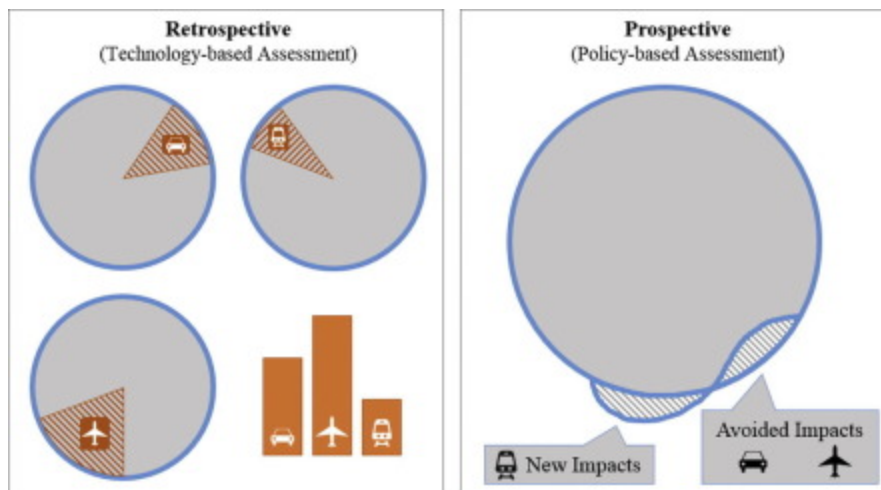 Retrospective
(Technology-based Assessment)
Prospective
(Policy-based Assessment)
New Impacts
Avoided Impacts